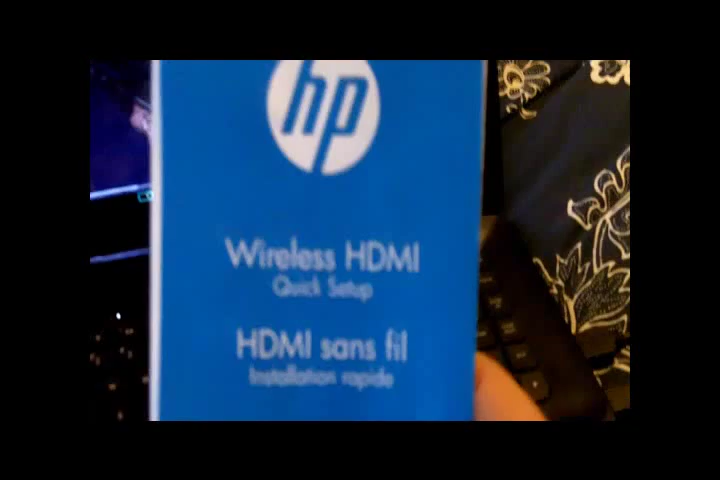 hp
Wireless HDMI
Quick Setup
HDMI sans fil
Installation rapide